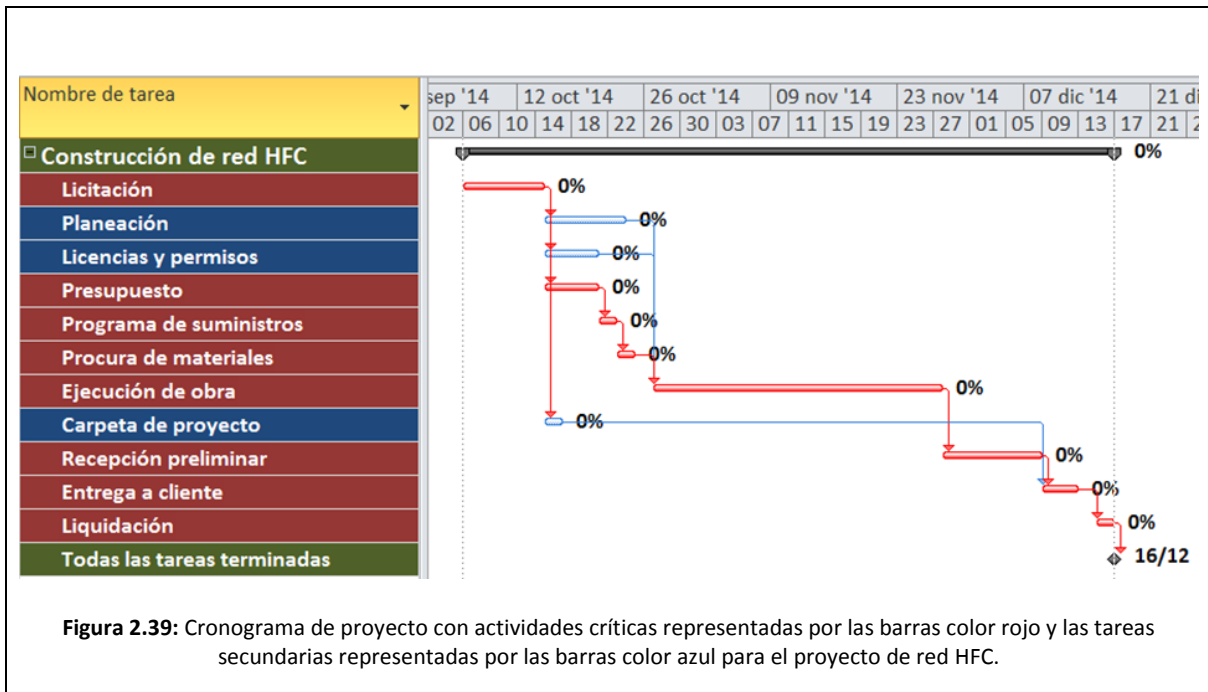 Nombre de tarea
sep '14 12 oct '14 26 oct '14 09 nov '14 23 nov '14 07 dic '14 21 di
02 06 10 14 18 22 26 30 03 07 11 15 19 23 27 01 05 09 13 17 21 2
Construcción de red HFC 0%
Licitación 0%
Planeación 0%
Licencias y permisos 0%
Presupuesto 0%
Programa de suministros 0%
Procura de materiales 0%
Ejecución de obra 0%
Carpeta de proyecto 0%
Recepción preliminar 0%
Entrega a cliente 0%
Liquidación 0%
Todas las tareas terminadas 16/12
Figura 2.39: Cronograma de proyecto con actividades críticas representadas por las barras color rojo y las tareas
secundarias representadas por las barras color azul para el proyecto de red HFC.